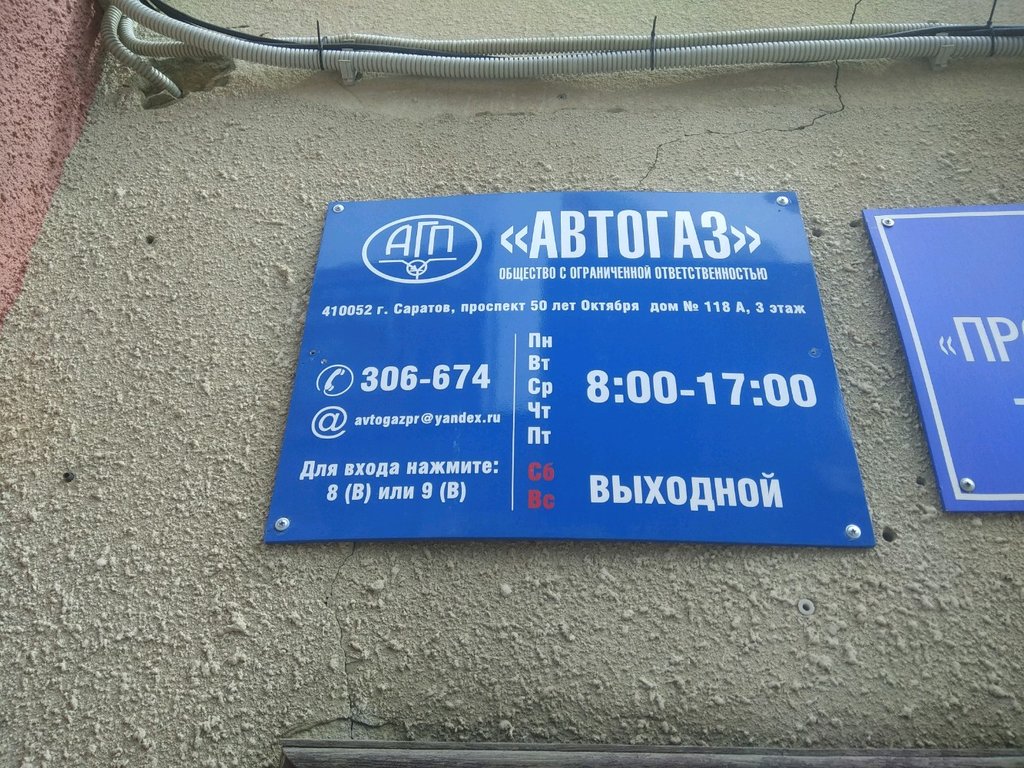 АГП
«АВТОГАЗ»
ОБЩЕСТВО С ОГРАНИЧЕННОЙ ОТВЕТСТВЕННОСТЬЮ
410052 г. Саратов, проспект 50 лет Октября дом № 118 А, 3 этаж
306-674
@ avtogazpr@yandex.ru
Для входа нажмите:
8 (В) или 9 (В)
Пн
Вт
Ср
Чт
Пт
8:00-17:00
Сб
Вс
ВЫХОДНОЙ